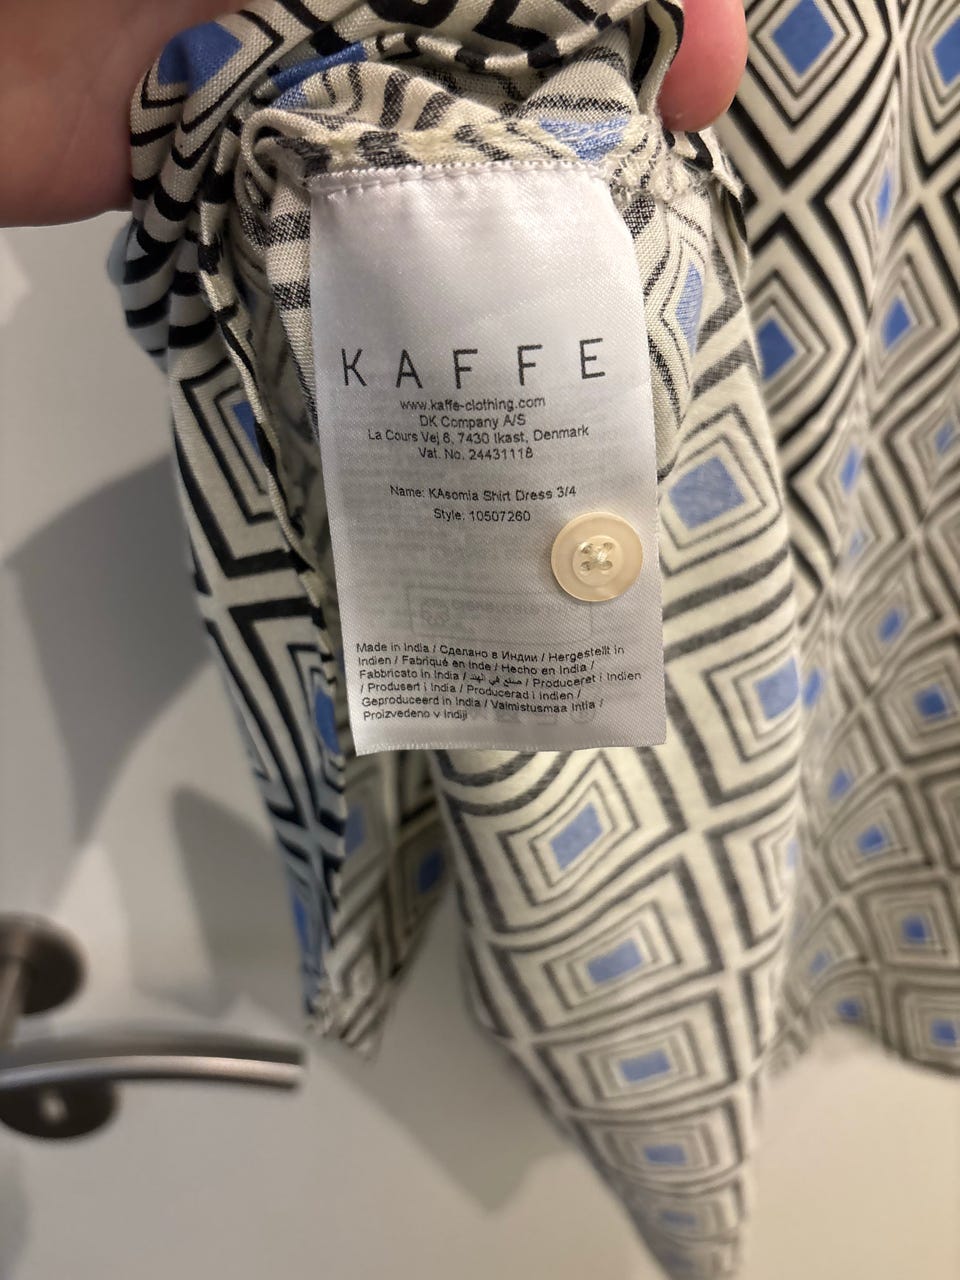 KAFFE
www.kaffe-clothing.com
DK Company A/S
La Cours Vej 6, 7430 Ikast, Denmark
Vat. No. 24431118
Name: KAsomia Shirt Dress 3/4
Style: 10507260
Made in India / Сделано в Индии / Hergestellt in
Indien / Fabriqué en Inde / Hecho en India /
Fabbricato in India / صنع في الهند / Produceret i Indien
/ Produsert i India / Producerad i Indien /
Geproduceerd in India / Valmistusmaa Intia /
Proizvedeno v Indiji